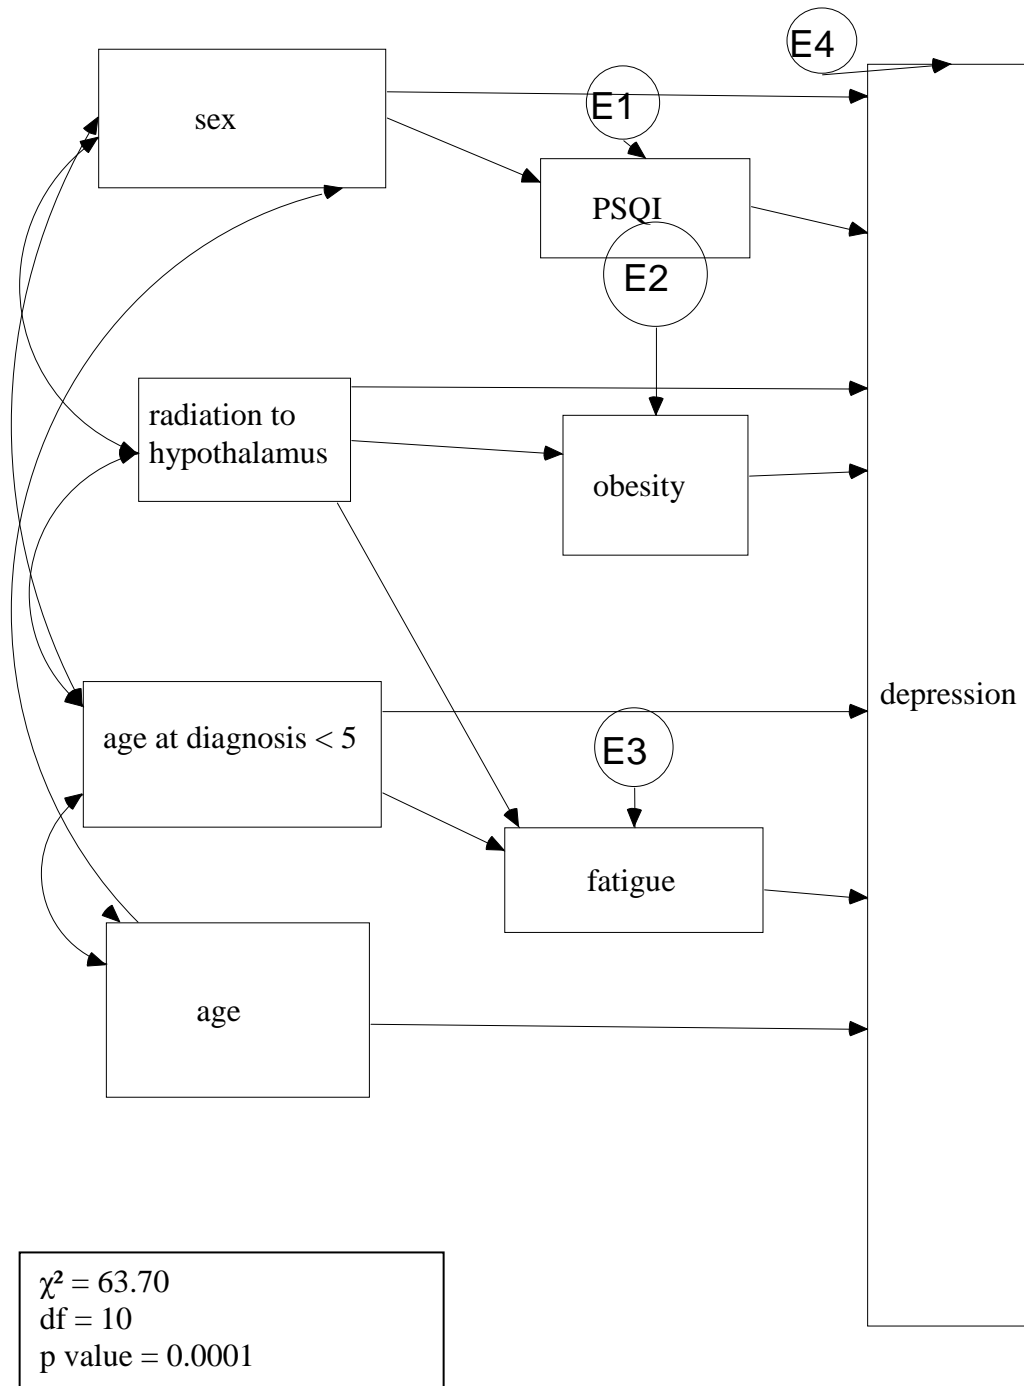 E4
sex
E1
PSQI
E2
radiation to
hypothalamus
obesity
depression
age at diagnosis < 5
E3
fatigue
age
χ² = 63.70
df = 10
p value = 0.0001